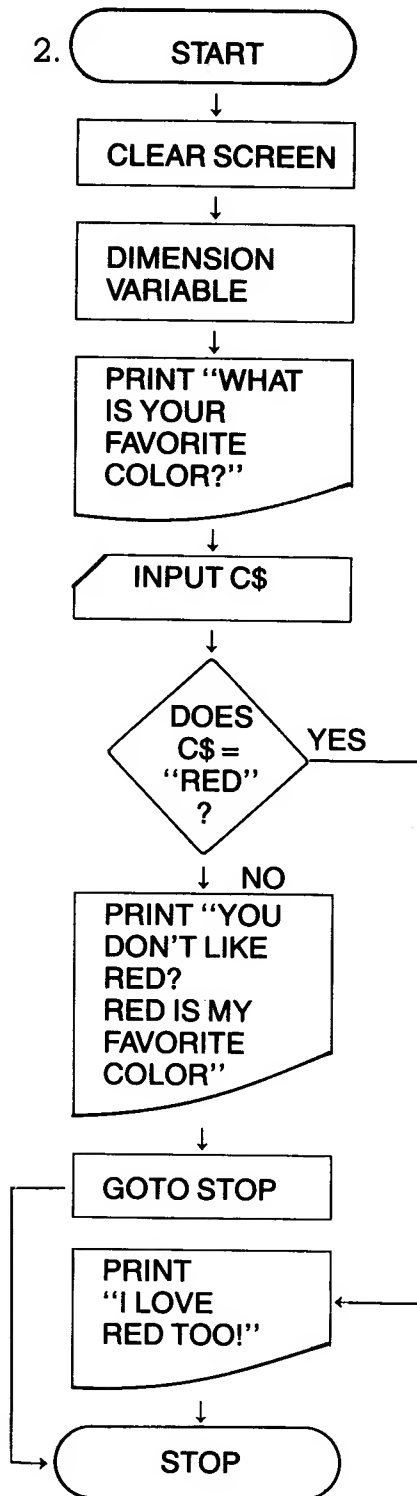 2. START
CLEAR SCREEN
DIMENSION
VARIABLE
PRINT “WHAT
IS YOUR
FAVORITE
COLOR?”
INPUT C$
DOES
C$ =
“RED”
?
YES
NO
PRINT “YOU
DON'T LIKE
RED?
RED IS MY
FAVORITE
COLOR”
GOTO STOP
PRINT
“I LOVE
RED TOO!”
STOP